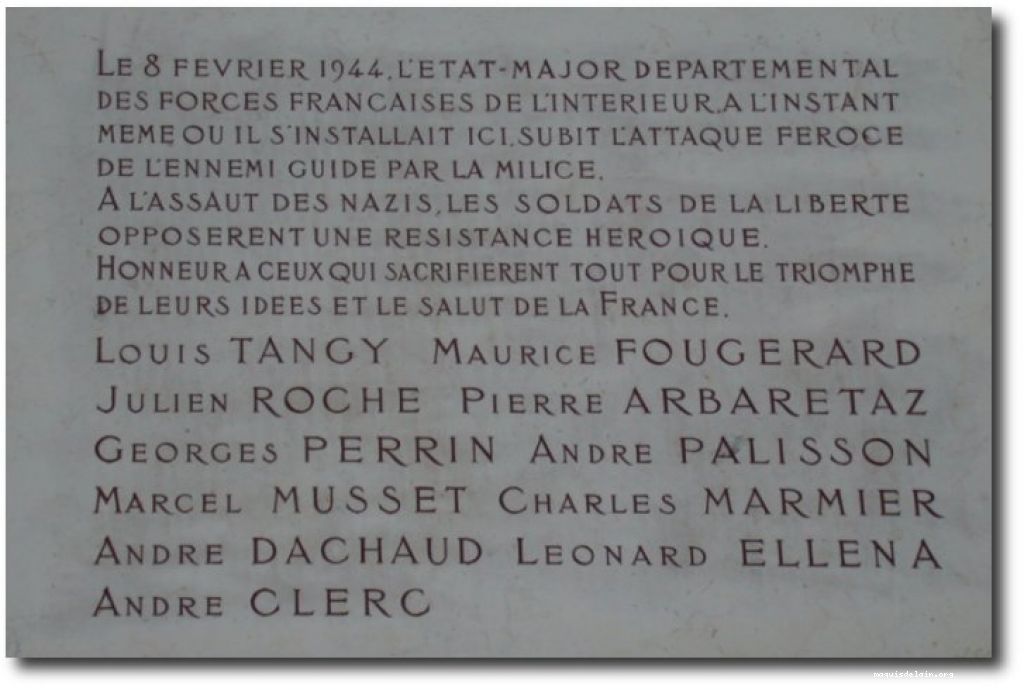 LE 8 FEVRIER 1944, L'ETAT-MAJOR DEPARTEMENTAL
DES FORCES FRANCAISES DE L'INTERIEUR, A L'INSTANT
MEME OU IL S'INSTALLAIT ICI, SUBIT L'ATTAQUE FEROCE
DE L'ENNEMI GUIDE PAR LA MILICE.
A L'ASSAUT DES NAZIS, LES SOLDATS DE LA LIBERTE
OPPOSERENT UNE RESISTANCE HEROIQUE.
HONNEUR A CEUX QUI SACRIFIERENT TOUT POUR LE TRIOMPHE
DE LEURS IDEES ET LE SALUT DE LA FRANCE.
LOUIS TANGY MAURICE FOUGERARD
JULIEN ROCHE PIERRE ARBARETAZ
GEORGES PERRIN ANDRE PALISSON
MARCEL MUSSET CHARLES MARMIER
ANDRE DACHAUD LEONARD ELLENA
ANDRE CLERC
maquisdelain.org